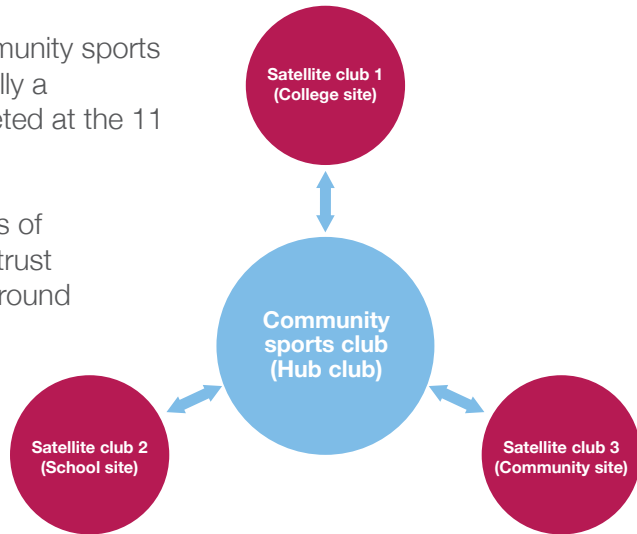 munity sports
lly a
eted at the 11
s of
trust
round
Satellite club 1
(College site)
Community
sports club
(Hub club)
Satellite club 2
(School site)
Satellite club 3
(Community site)